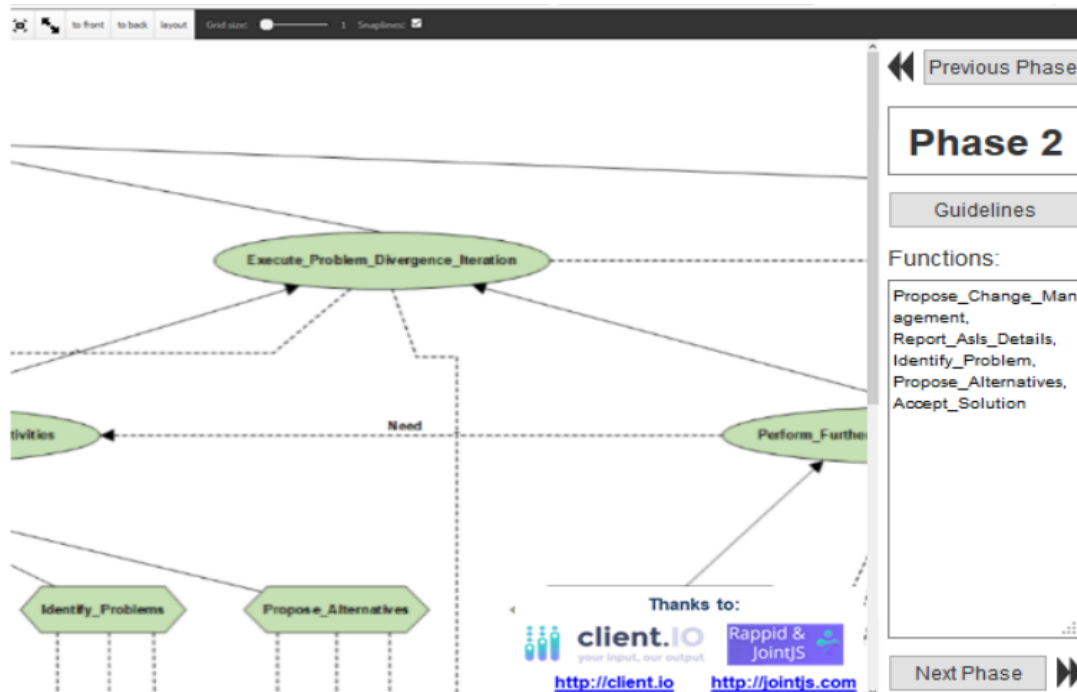 to front to back layout Grid size: 1 Snaplines:
Previous Phase
Phase 2
Guidelines
Functions:
Propose_Change_Man
agement,
Report_AsIs_Details,
Identify_Problem,
Propose_Alternatives,
Accept_Solution
Next Phase
Execute_Problem_Divergence_Iteration
Need
tivities
Perform_Further
Identify_Problems
Propose_Alternatives
Thanks to:
client.IO
your input, our output
Rappid &
JointJS
http://client.io
http://jointjs.com